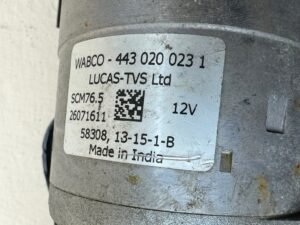 WABCO - 443 020 023 1
LUCAS-TVS Ltd
SCM76.5
12V
26071611
58308, 13-15-1-B
Made in India